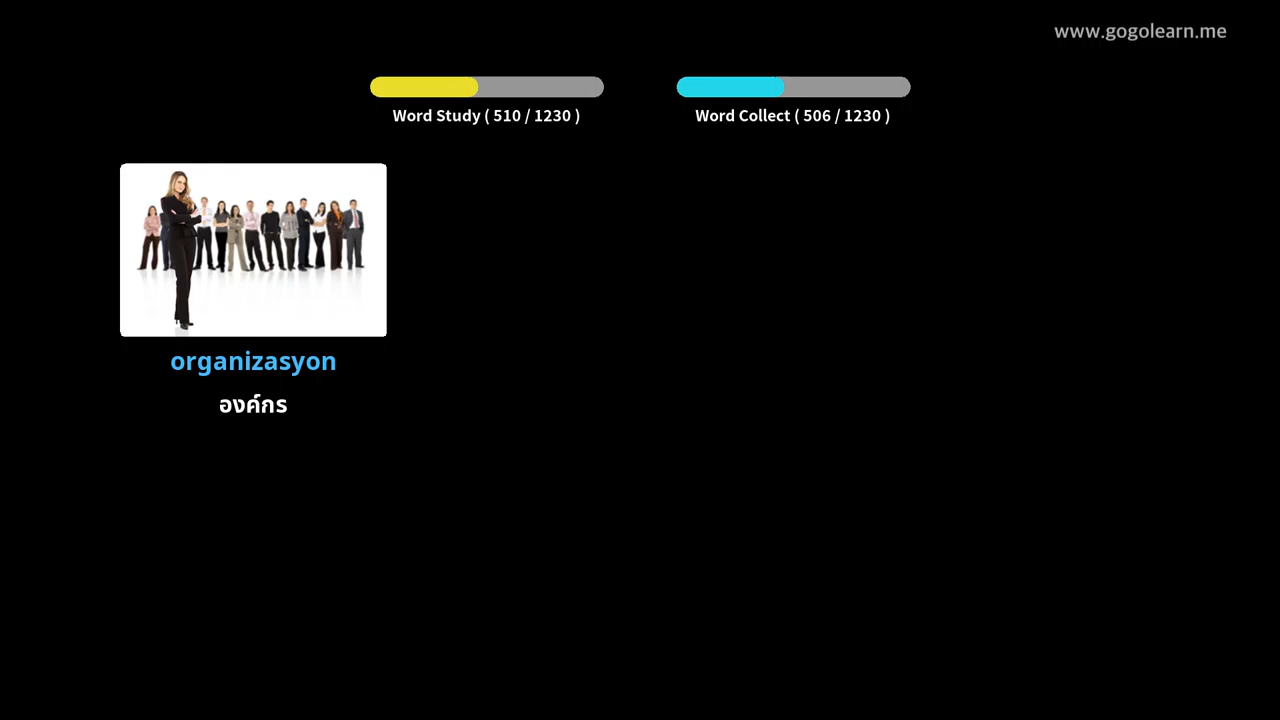 www.gogolearn.me
Word Study ( 510 / 1230 )
Word Collect ( 506 / 1230 )
organizasyon
องค์กร